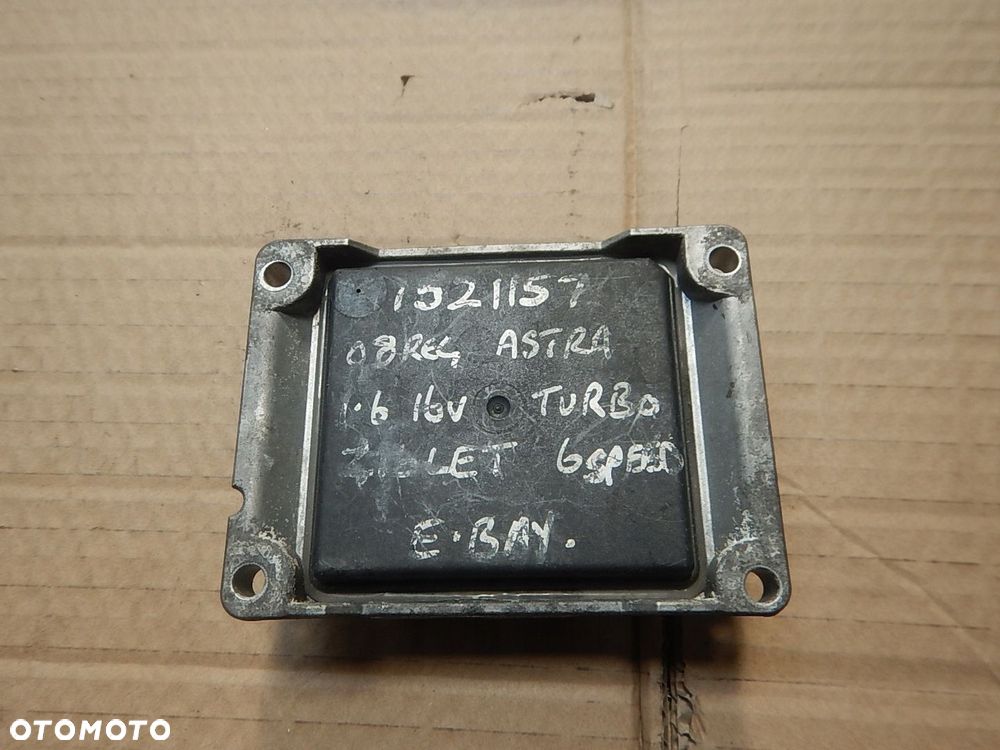 1521157
08REG ASTRA
1.6 16V TURBO
Z16LET 6SPEED
E.BAY.
OTOMOTO